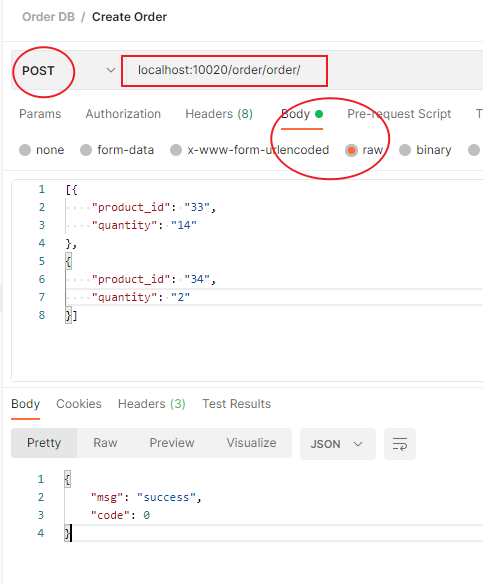 Order DB / Create Order
POST localhost:10020/order/order/
Params Authorization Headers (8) Body Pre-request Script T
none form-data x-www-form-urlencoded raw binary
1 [{
2 "product_id": "33",
3 "quantity": "14"
4 },
5 {
6 "product_id": "34",
7 "quantity": "2"
8 }]
Body Cookies Headers (3) Test Results
Pretty Raw Preview Visualize JSON
1 {
2 "msg": "success",
3 "code": 0
4 }